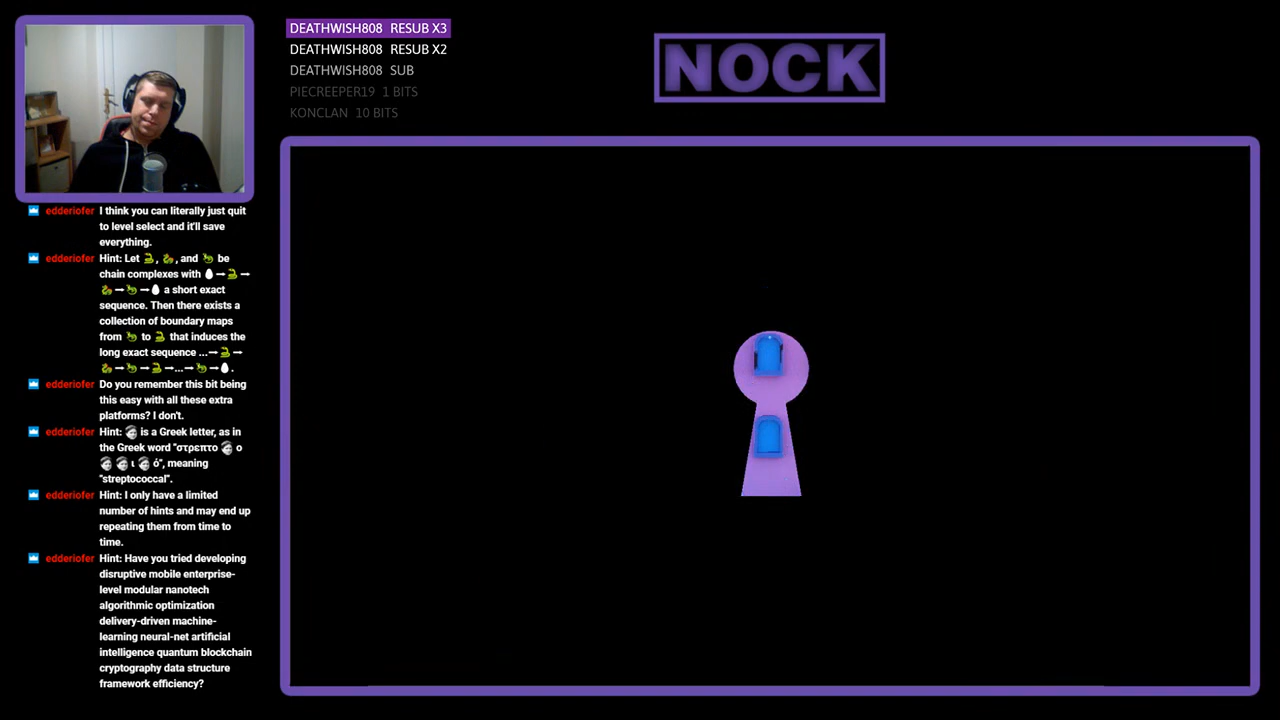 DEATHWISH808 RESUB X3
DEATHWISH808 RESUB X2
DEATHWISH808 SUB
PIECREEPER19 1 BITS
KONCLAN 10 BITS
NOCK
edderiofer I think you can literally just quit
to level select and it'll save
everything.
edderiofer Hint: Let 🐊, 🐍, and 🦎 be
chain complexes with 🥚→🐊→
🐍→🦎→🥚 a short exact
sequence. Then there exists a
collection of boundary maps
from 🦎 to 🐊 that induces the
long exact sequence ...→🐊→
🐍→🦎→🐊→...→🦎→🥚.
edderiofer Do you remember this bit being
this easy with all these extra
platforms? I don't.
edderiofer Hint: is a Greek letter, as in
the Greek word "στρεπτο ο
ι ό", meaning
"streptococcal".
edderiofer Hint: I only have a limited
number of hints and may end up
repeating them from time to
time.
edderiofer Hint: Have you tried developing
disruptive mobile enterprise-
level modular nanotech
algorithmic optimization
delivery-driven machine-
learning neural-net artificial
intelligence quantum blockchain
cryptography data structure
framework efficiency?